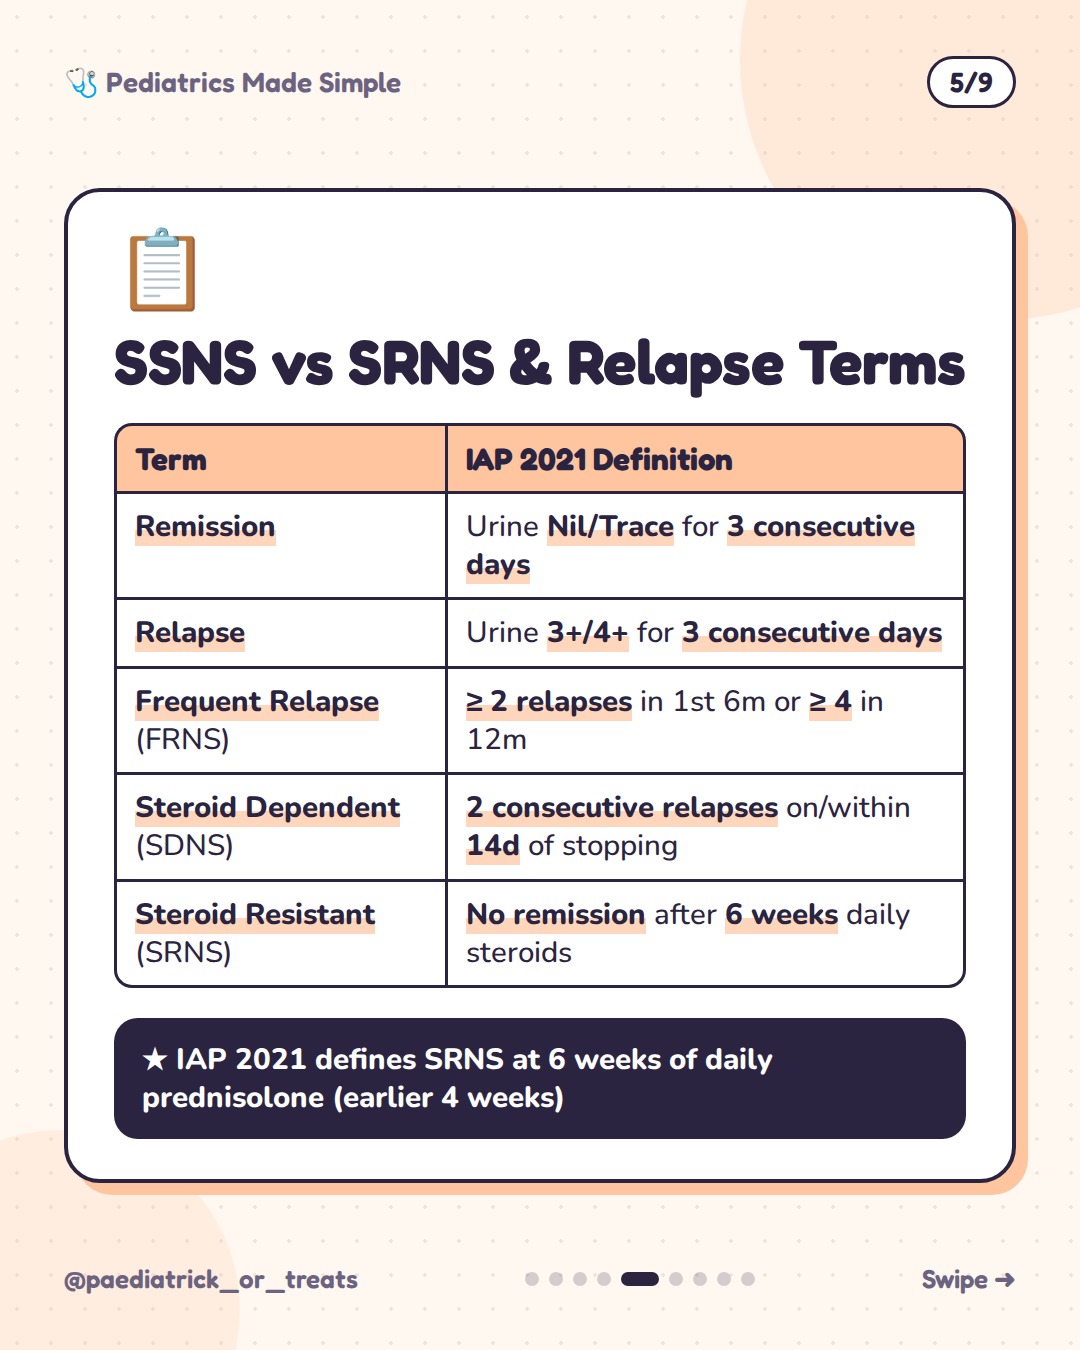 Pediatrics Made Simple
5/9
SSNS vs SRNS & Relapse Terms
Term
IAP 2021 Definition
Remission
Urine Nil/Trace for 3 consecutive
days
Relapse
Urine 3+/4+ for 3 consecutive days
Frequent Relapse
(FRNS)
≥ 2 relapses in 1st 6m or ≥ 4 in
12m
Steroid Dependent
(SDNS)
2 consecutive relapses on/within
14d of stopping
Steroid Resistant
(SRNS)
No remission after 6 weeks daily
steroids
★ IAP 2021 defines SRNS at 6 weeks of daily
prednisolone (earlier 4 weeks)
@paediatrick_or_treats
Swipe ➜